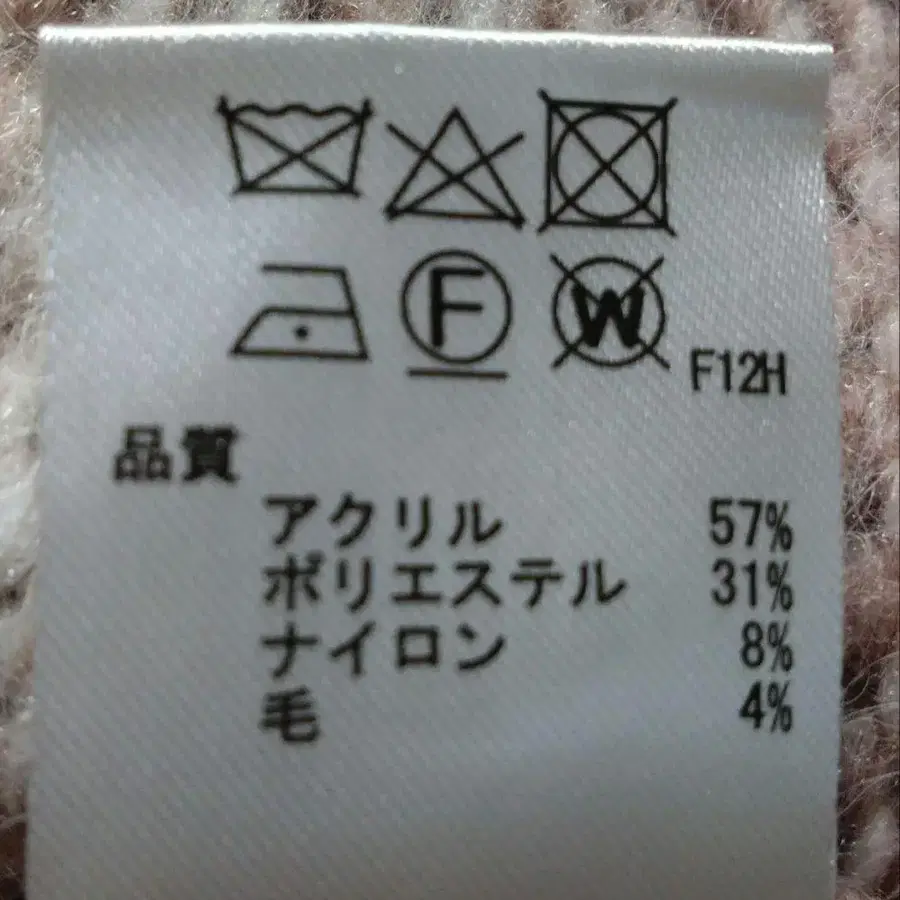 F W F12H
品質
アクリル 57%
ポリエステル 31%
ナイロン 8%
毛 4%